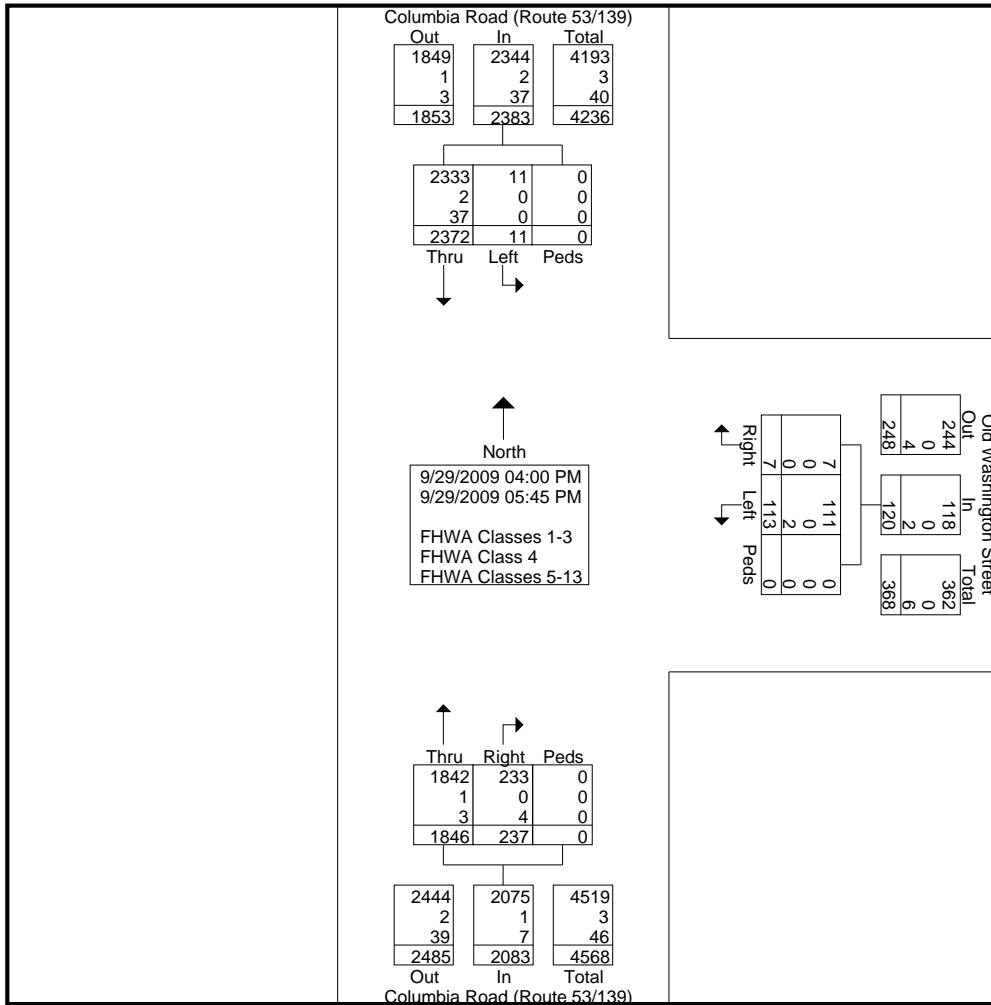 Columbia Road (Route 53/139)
Out In Total
1849 2344 4193
1 2 3
3 37 40
1853 2383 4236
2333 11 0
2 0 0
37 0 0
2372 11 0
Thru Left Peds
North
9/29/2009 04:00 PM
9/29/2009 05:45 PM
FHWA Classes 1-3
FHWA Class 4
FHWA Classes 5-13
Old Washington Street
Out In Total
244 118 362
0 0 0
4 2 6
248 120 368
7 111 0
0 0 0
0 2 0
7 113 0
Right Left Peds
Thru Right Peds
1842 233 0
1 0 0
3 4 0
1846 237 0
2444 2075 4519
2 1 3
39 7 46
2485 2083 4568
Out In Total
Columbia Road (Route 53/139)